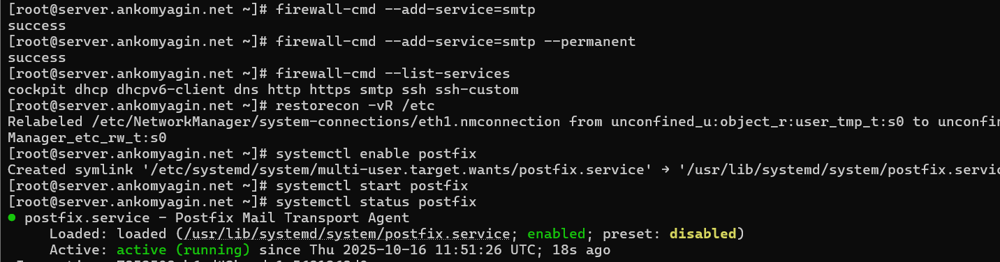 [root@server.ankomyagin.net ~]# firewall-cmd --add-service=smtp
success
[root@server.ankomyagin.net ~]# firewall-cmd --add-service=smtp --permanent
success
[root@server.ankomyagin.net ~]# firewall-cmd --list-services
cockpit dhcp dhcpv6-client dns http https smtp ssh ssh-custom
[root@server.ankomyagin.net ~]# restorecon -vR /etc
Relabeled /etc/NetworkManager/system-connections/eth1.nmconnection from unconfined_u:object_r:user_tmp_t:s0 to unconfi
Manager_etc_rw_t:s0
[root@server.ankomyagin.net ~]# systemctl enable postfix
Created symlink '/etc/systemd/system/multi-user.target.wants/postfix.service' → '/usr/lib/systemd/system/postfix.servic
[root@server.ankomyagin.net ~]# systemctl start postfix
[root@server.ankomyagin.net ~]# systemctl status postfix
● postfix.service - Postfix Mail Transport Agent
Loaded: loaded (/usr/lib/systemd/system/postfix.service; enabled; preset: disabled)
Active: active (running) since Thu 2025-10-16 11:51:26 UTC; 18s ago